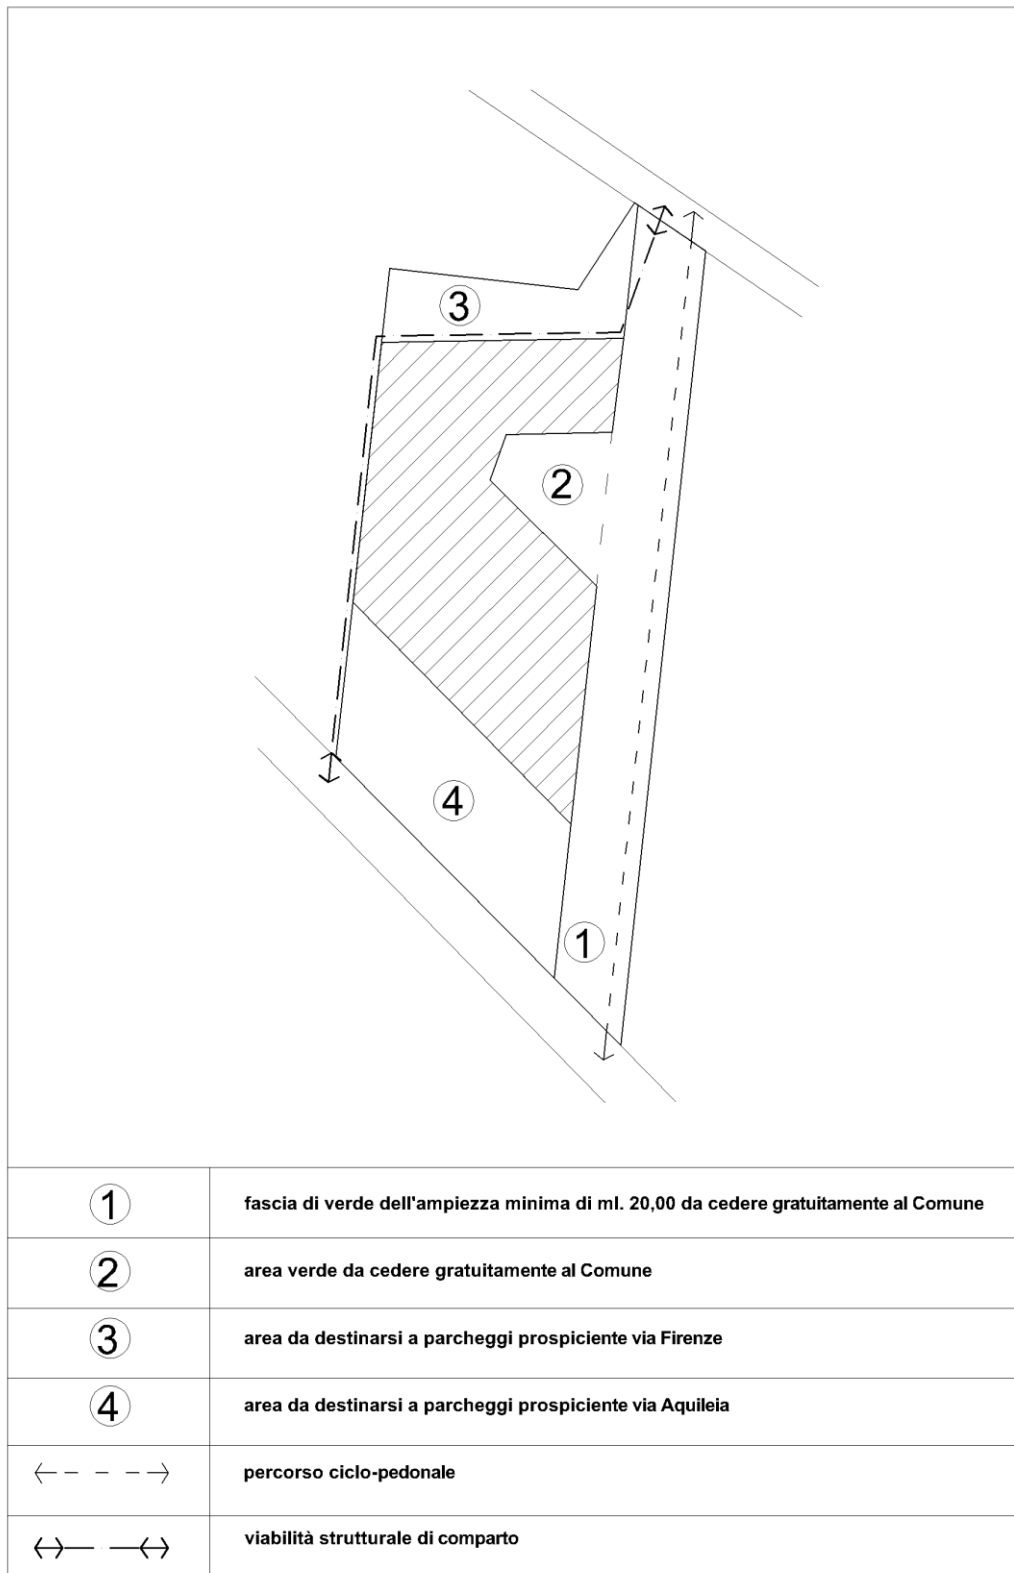 3
2
4
1
1 fascia di verde dell'ampiezza minima di ml. 20,00 da cedere gratuitamente al Comune
2 area verde da cedere gratuitamente al Comune
3 area da destinarsi a parcheggi prospiciente via Firenze
4 area da destinarsi a parcheggi prospiciente via Aquileia
percorso ciclo-pedonale
viabilità strutturale di comparto